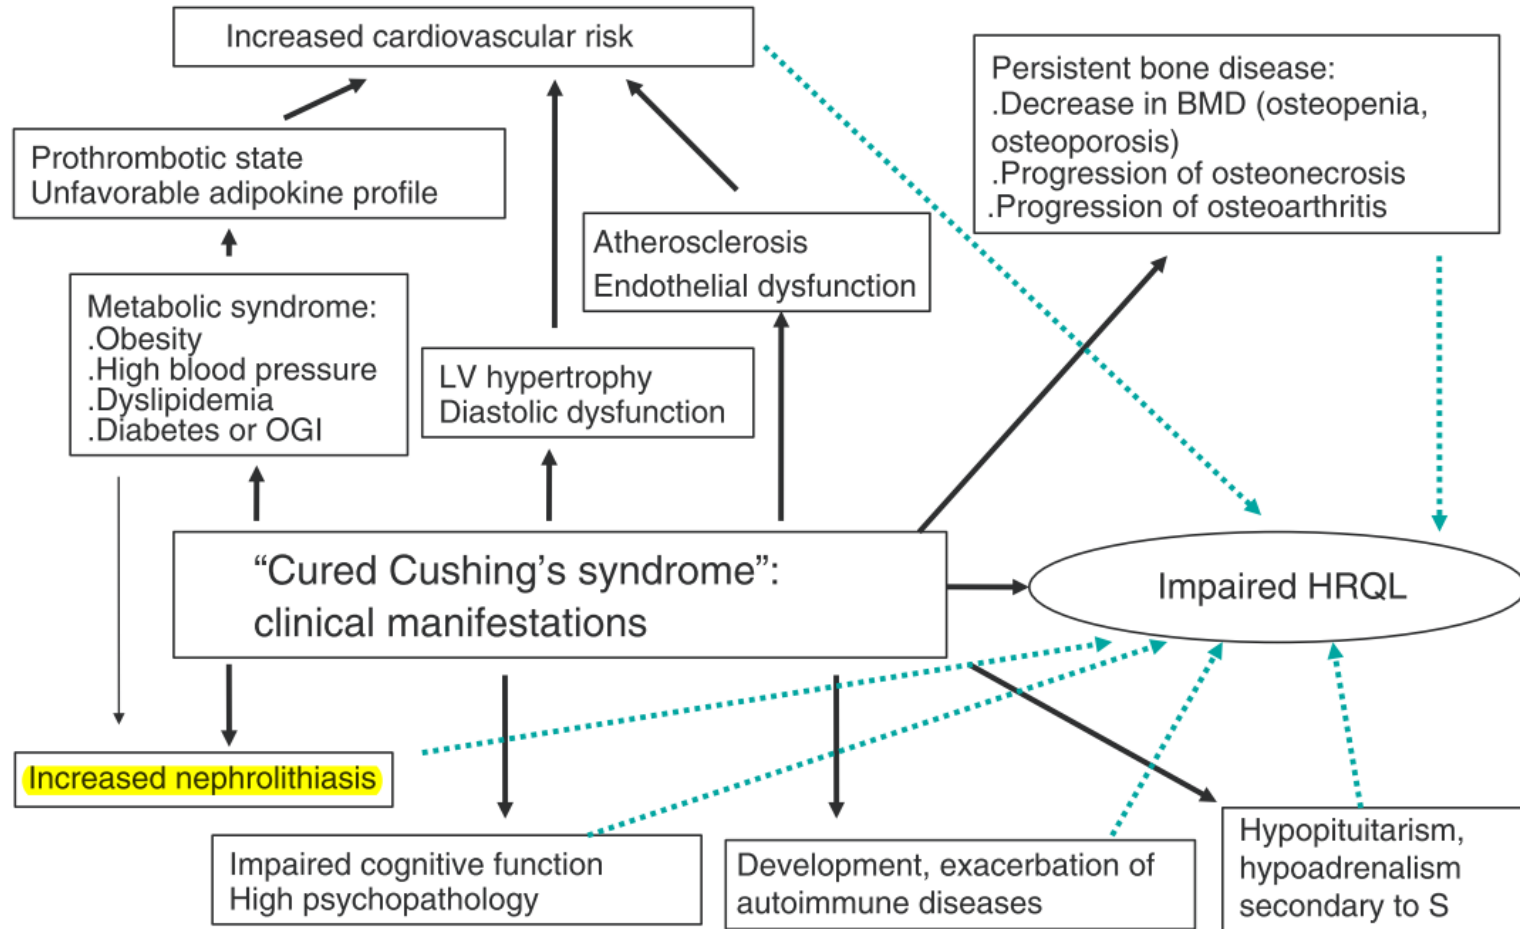 Increased cardiovascular risk
Persistent bone disease:
.Decrease in BMD (osteopenia,
osteoporosis)
.Progression of osteonecrosis
.Progression of osteoarthritis
Prothrombotic state
Unfavorable adipokine profile
Atherosclerosis
Endothelial dysfunction
Metabolic syndrome:
.Obesity
.High blood pressure
.Dyslipidemia
.Diabetes or OGI
LV hypertrophy
Diastolic dysfunction
“Cured Cushing’s syndrome”:
clinical manifestations
Impaired HRQL
Increased nephrolithiasis
Impaired cognitive function
High psychopathology
Development, exacerbation of
autoimmune diseases
Hypopituitarism,
hypoadrenalism
secondary to S